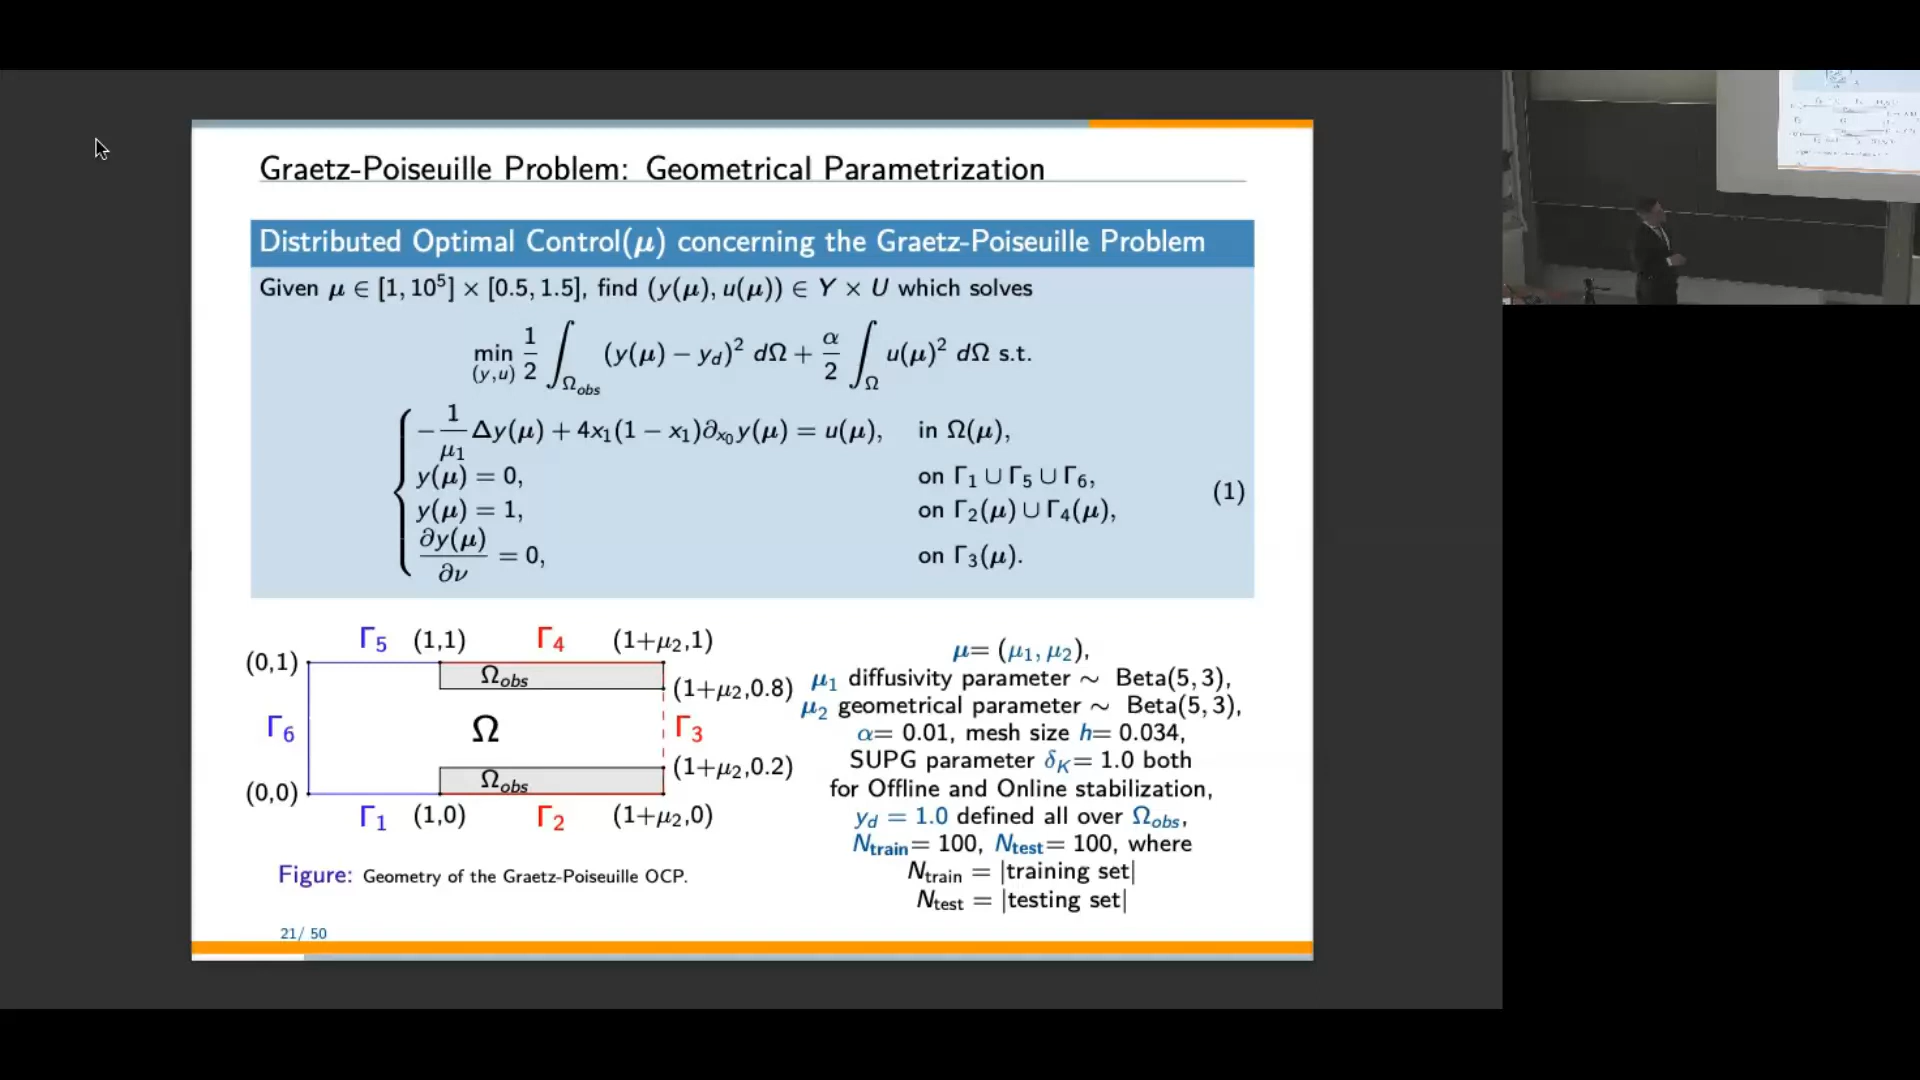 Graetz-Poiseuille Problem: Geometrical Parametrization
Distributed Optimal Control(μ) concerning the Graetz-Poiseuille Problem
Given μ ∈ [1, 10⁵] × [0.5, 1.5], find (y(μ), u(μ)) ∈ Y × U which solves
min_(y,u) 1/2 ∫_Ω_obs (y(μ) − y_d)² dΩ + α/2 ∫_Ω u(μ)² dΩ s.t.
−1/μ₁ Δy(μ) + 4x₁(1 − x₁)∂_x₀ y(μ) = u(μ), in Ω(μ),
y(μ) = 0, on Γ₁ ∪ Γ₅ ∪ Γ₆,
y(μ) = 1, on Γ₂(μ) ∪ Γ₄(μ),
∂y(μ)/∂ν = 0, on Γ₃(μ).
(1)
Γ₅ (1,1) Γ₄ (1+μ₂,1)
(0,1) Ω_obs
(1+μ₂,0.8)
Γ₆ Ω Γ₃
(1+μ₂,0.2)
(0,0) Ω_obs
Γ₁ (1,0) Γ₂ (1+μ₂,0)
Figure: Geometry of the Graetz-Poiseuille OCP.
μ= (μ₁, μ₂),
μ₁ diffusivity parameter ∼ Beta(5, 3),
μ₂ geometrical parameter ∼ Beta(5, 3),
α= 0.01, mesh size h= 0.034,
SUPG parameter δ_K= 1.0 both
for Offline and Online stabilization,
y_d = 1.0 defined all over Ω_obs,
N_train= 100, N_test= 100, where
N_train = |training set|
N_test = |testing set|
21/ 50